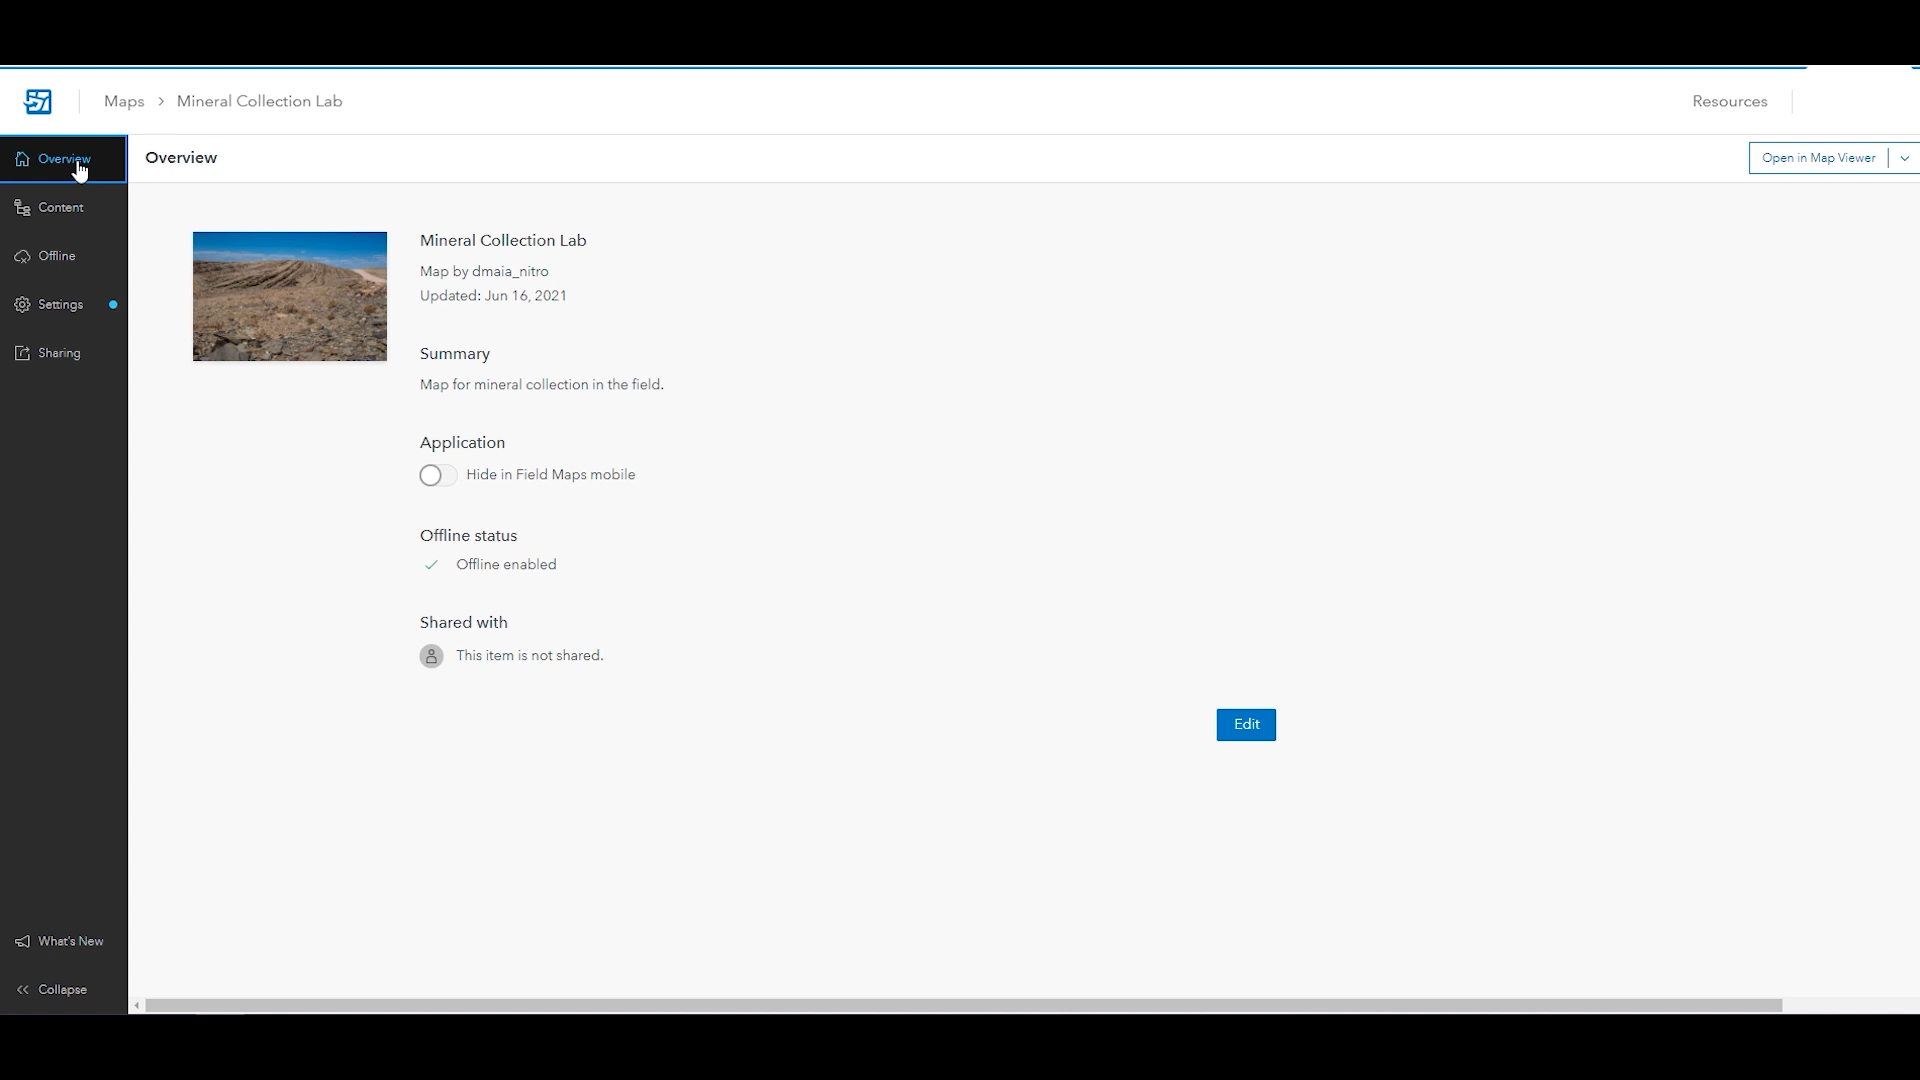 Maps > Mineral Collection Lab
Resources
Overview
Content
Offline
Settings
Sharing
What's New
Collapse
Overview
Open in Map Viewer
Mineral Collection Lab
Map by dmaia_nitro
Updated: Jun 16, 2021
Summary
Map for mineral collection in the field.
Application
Hide in Field Maps mobile
Offline status
Offline enabled
Shared with
This item is not shared.
Edit